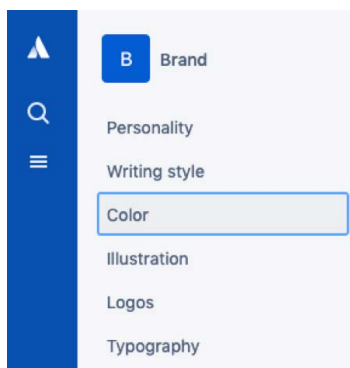 B Brand
Personality
Writing style
Color
Illustration
Logos
Typography